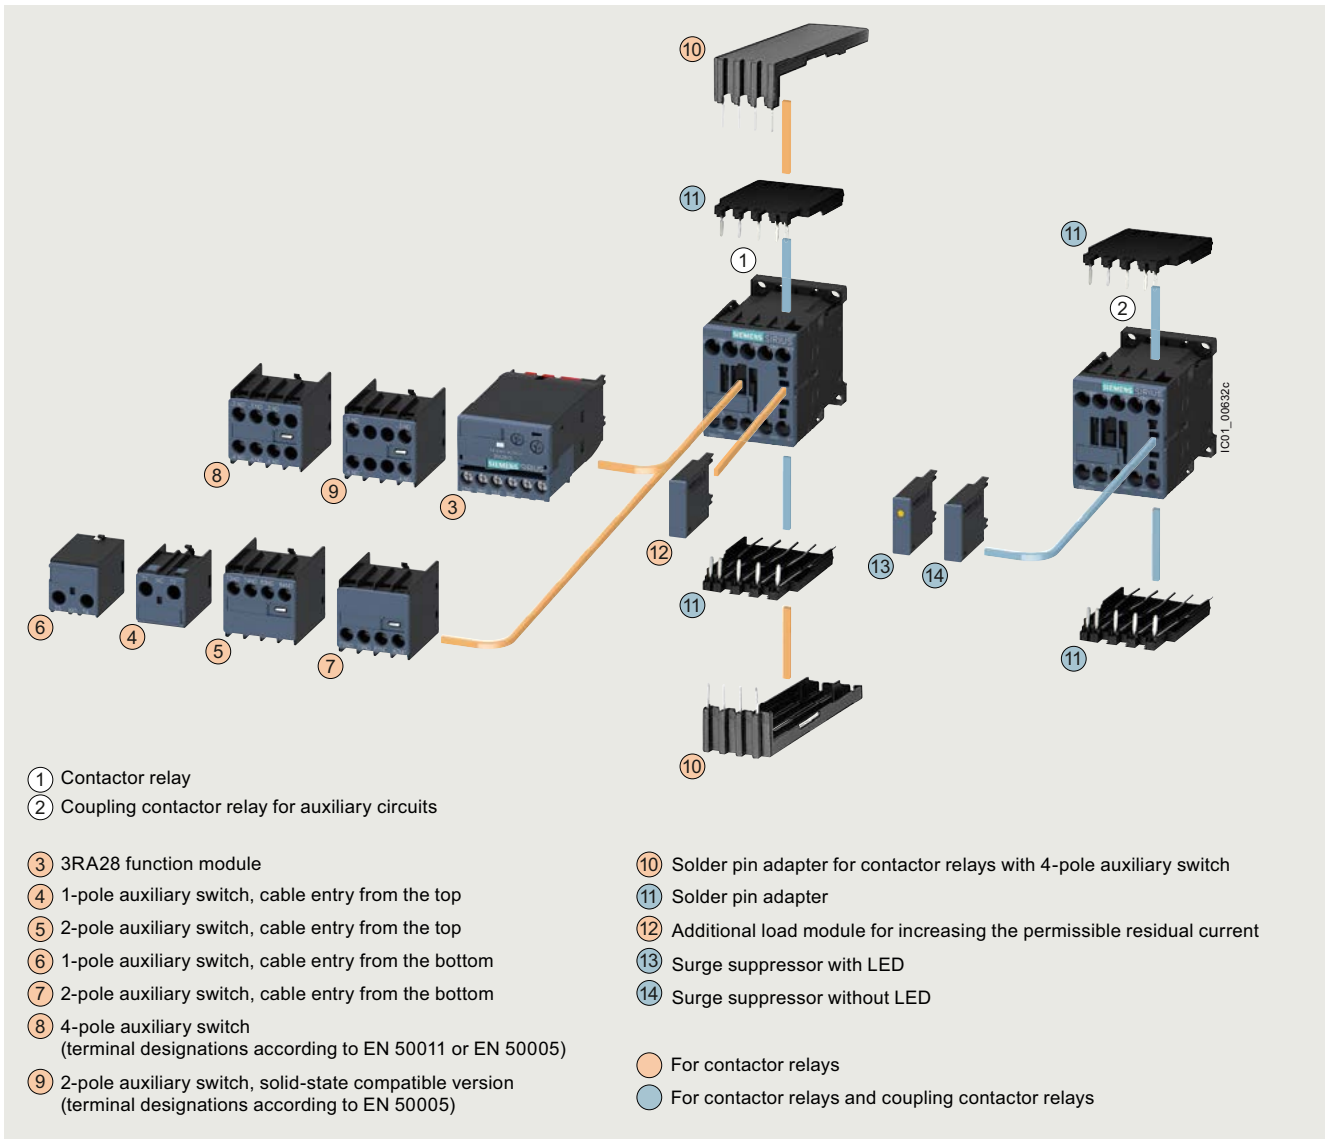 10
11
1
11
2
SIEMENS SIRIUS
SIEMENS
IC01_00632c
SIEMENS SIRIUS
8
9
3
12
13
14
11
6
4
5
7
11
10
1 Contactor relay
2 Coupling contactor relay for auxiliary circuits
3 3RA28 function module
4 1-pole auxiliary switch, cable entry from the top
5 2-pole auxiliary switch, cable entry from the top
6 1-pole auxiliary switch, cable entry from the bottom
7 2-pole auxiliary switch, cable entry from the bottom
8 4-pole auxiliary switch
(terminal designations according to EN 50011 or EN 50005)
9 2-pole auxiliary switch, solid-state compatible version
(terminal designations according to EN 50005)
10 Solder pin adapter for contactor relays with 4-pole auxiliary switch
11 Solder pin adapter
12 Additional load module for increasing the permissible residual current
13 Surge suppressor with LED
14 Surge suppressor without LED
For contactor relays
For contactor relays and coupling contactor relays